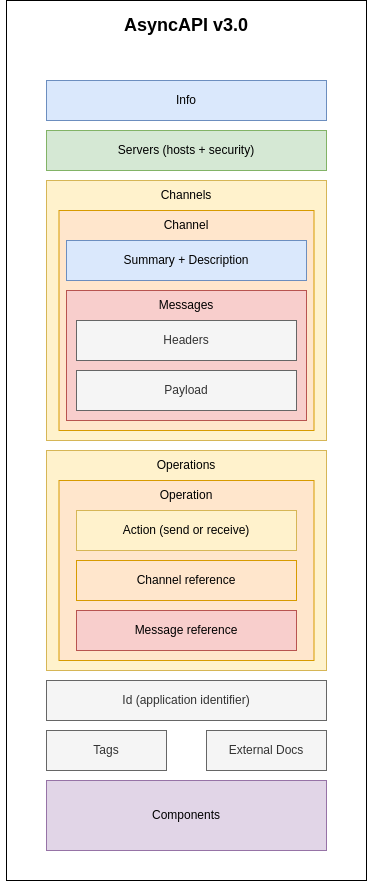 AsyncAPI v3.0
Info
Servers (hosts + security)
Channels
Channel
Summary + Description
Messages
Headers
Payload
Operations
Operation
Action (send or receive)
Channel reference
Message reference
Id (application identifier)
Tags
External Docs
Components